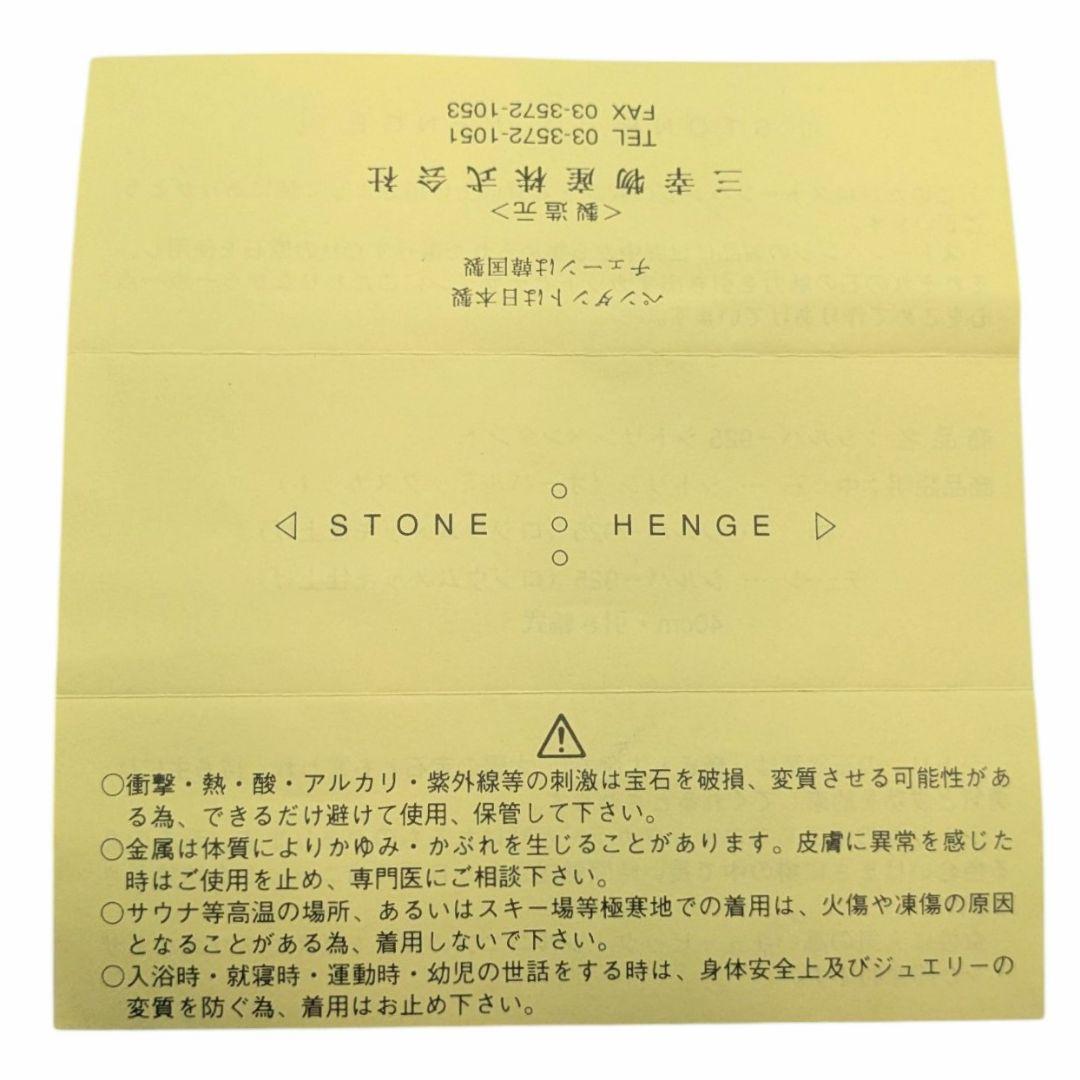 ペンダントは日本製
チェーンは韓国製
<製造元>
三幸物産株式会社
TEL 03-3572-1051
FAX 03-3572-1053
◁ STONE ○○○ HENGE ▷
○衝撃・熱・酸・アルカリ・紫外線等の刺激は宝石を破損、変質させる可能性があ
る為、できるだけ避けて使用、保管して下さい。
○金属は体質によりかゆみ・かぶれを生じることがあります。皮膚に異常を感じた
時はご使用を止め、専門医にご相談下さい。
○サウナ等高温の場所、あるいはスキー場等極寒地での着用は、火傷や凍傷の原因
となることがある為、着用しないで下さい。
○入浴時・就寝時・運動時・幼児の世話をする時は、身体安全上及びジュエリーの
変質を防ぐ為、着用はお止め下さい。